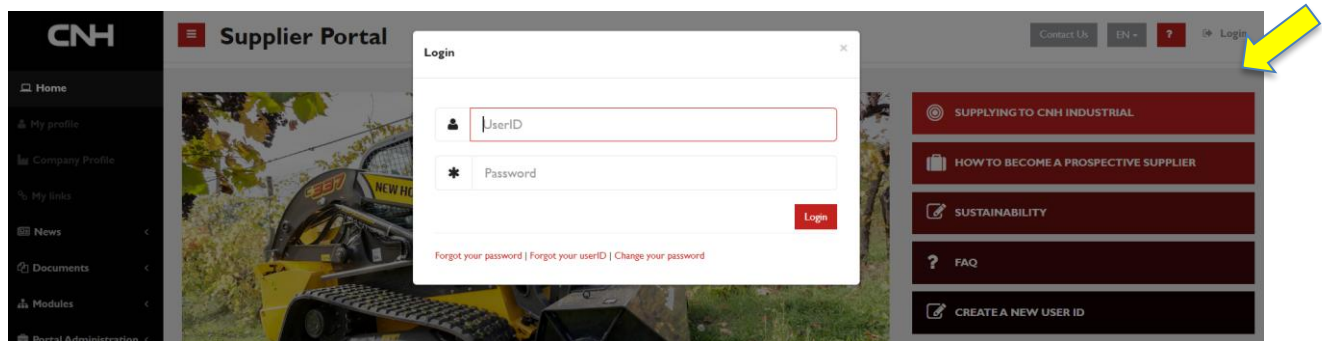 CNH
Supplier Portal
Contact Us
EN
?
Login
Home
My profile
Company Profile
My links
News
Documents
Modules
Portal Administration
Login
×
UserID
Password
Login
Forgot your password | Forgot your userID | Change your password
NEW HO
SUPPLYING TO CNH INDUSTRIAL
HOW TO BECOME A PROSPECTIVE SUPPLIER
SUSTAINABILITY
? FAQ
CREATE A NEW USER ID